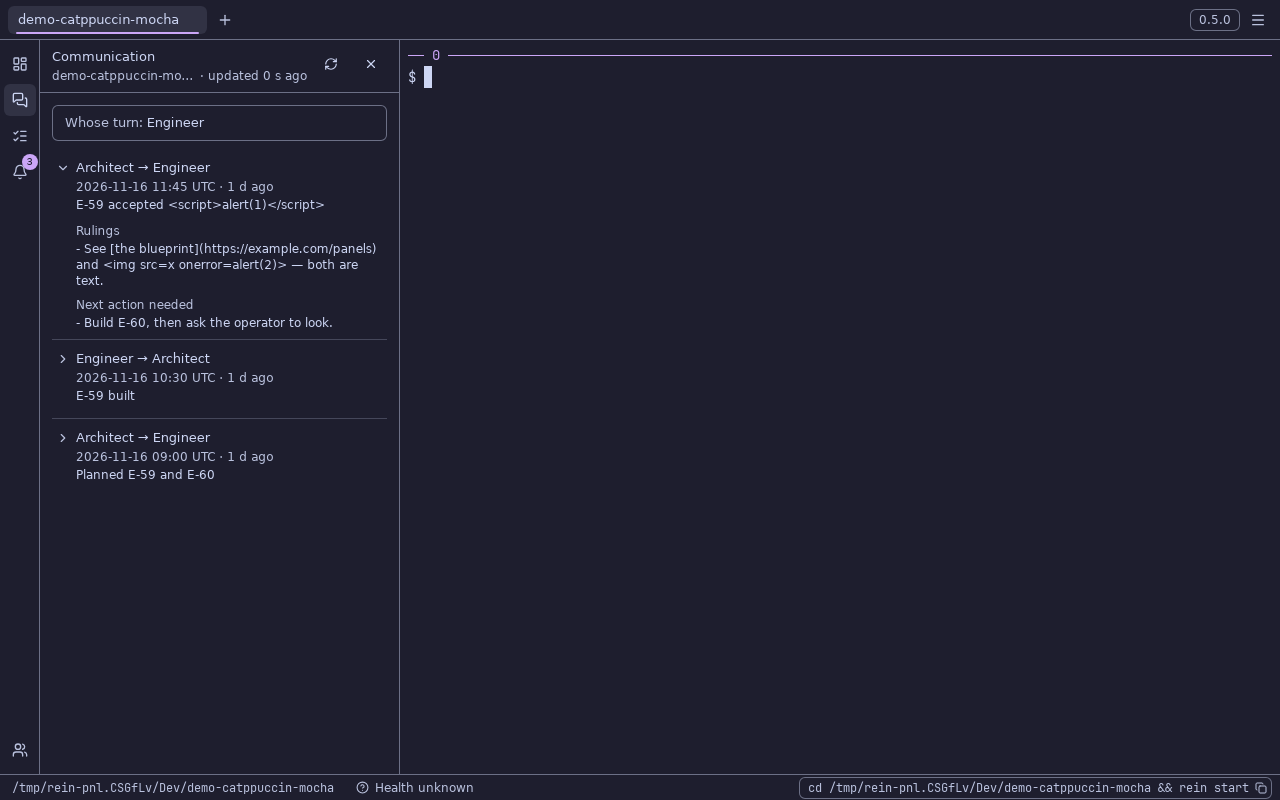 demo-catppuccin-mocha
0.5.0
Communication
demo-catppuccin-mo... · updated 0 s ago
Whose turn: Engineer
Architect → Engineer
2026-11-16 11:45 UTC · 1 d ago
E-59 accepted <script>alert(1)</script>
Rulings
- See [the blueprint](https://example.com/panels)
and <img src=x onerror=alert(2)> — both are
text.
Next action needed
- Build E-60, then ask the operator to look.
Engineer → Architect
2026-11-16 10:30 UTC · 1 d ago
E-59 built
Architect → Engineer
2026-11-16 09:00 UTC · 1 d ago
Planned E-59 and E-60
3
0
$
/tmp/rein-pnl.CSGfLv/Dev/demo-catppuccin-mocha
Health unknown
cd /tmp/rein-pnl.CSGfLv/Dev/demo-catppuccin-mocha && rein start